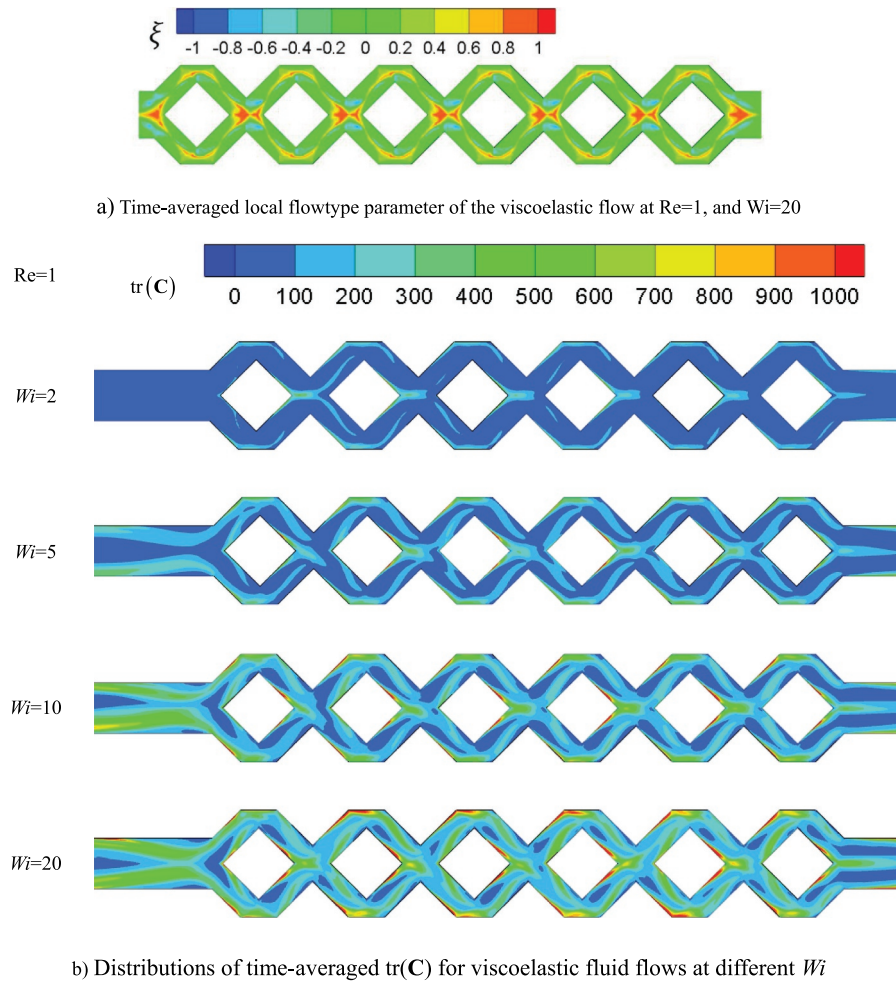 ξ
-1 -0.8 -0.6 -0.4 -0.2 0 0.2 0.4 0.6 0.8 1
a) Time-averaged local flowtype parameter of the viscoelastic flow at Re=1, and Wi=20
Re=1
tr(C)
0 100 200 300 400 500 600 700 800 900 1000
Wi=2
Wi=5
Wi=10
Wi=20
b) Distributions of time-averaged tr(C) for viscoelastic fluid flows at different Wi